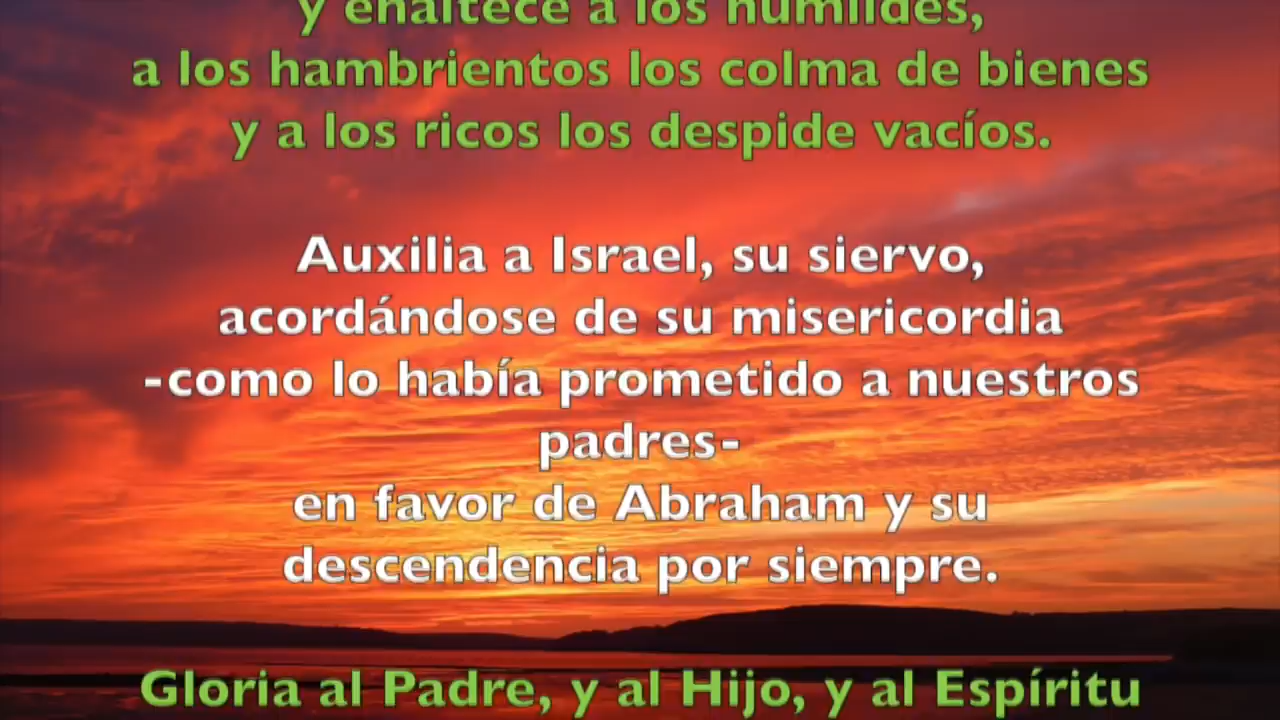 y enaltece a los humildes,
a los hambrientos los colma de bienes
y a los ricos los despide vacíos.
Auxilia a Israel, su siervo,
acordándose de su misericordia
-como lo había prometido a nuestros
padres-
en favor de Abraham y su
descendencia por siempre.
Gloria al Padre, y al Hijo, y al Espíritu